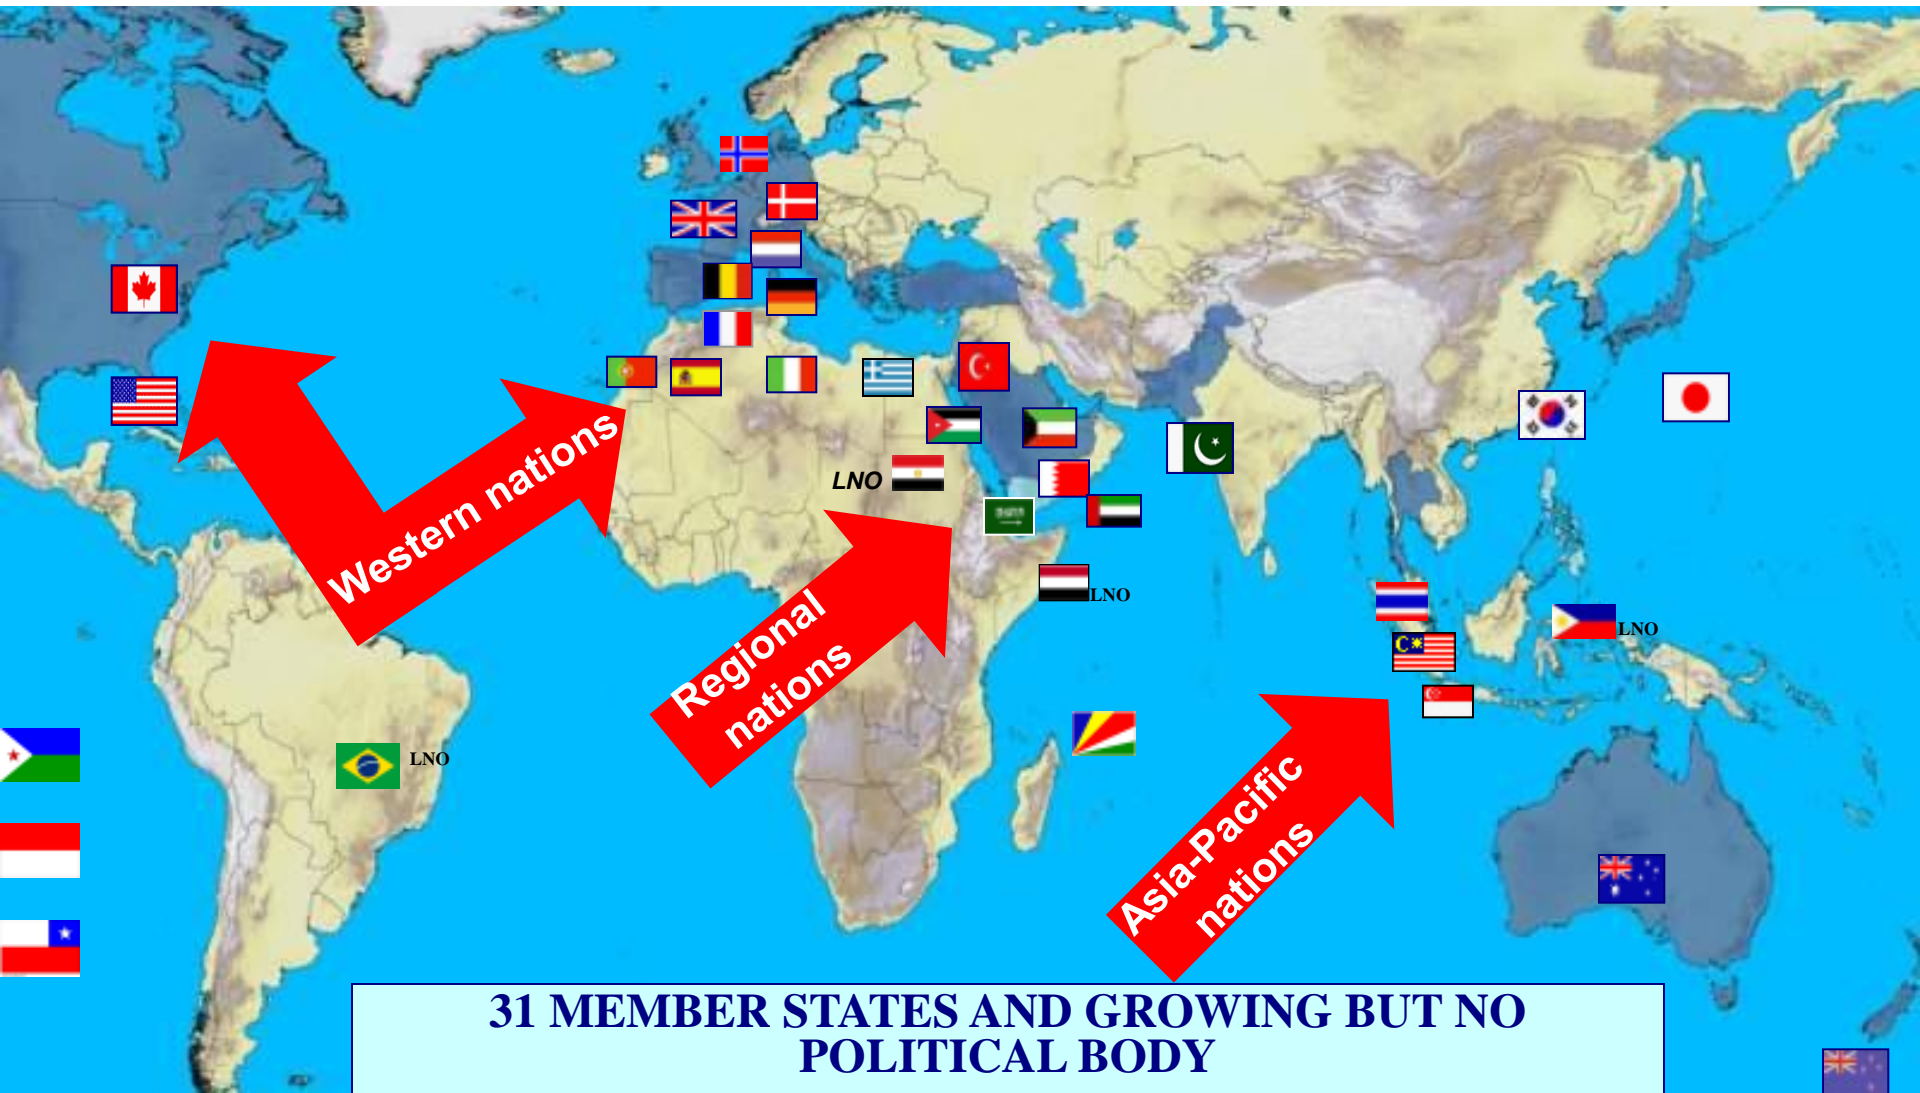 Western nations
LNO
LNO
Regional
nations
LNO
LNO
Asia-Pacific
nations
31 MEMBER STATES AND GROWING BUT NO
POLITICAL BODY